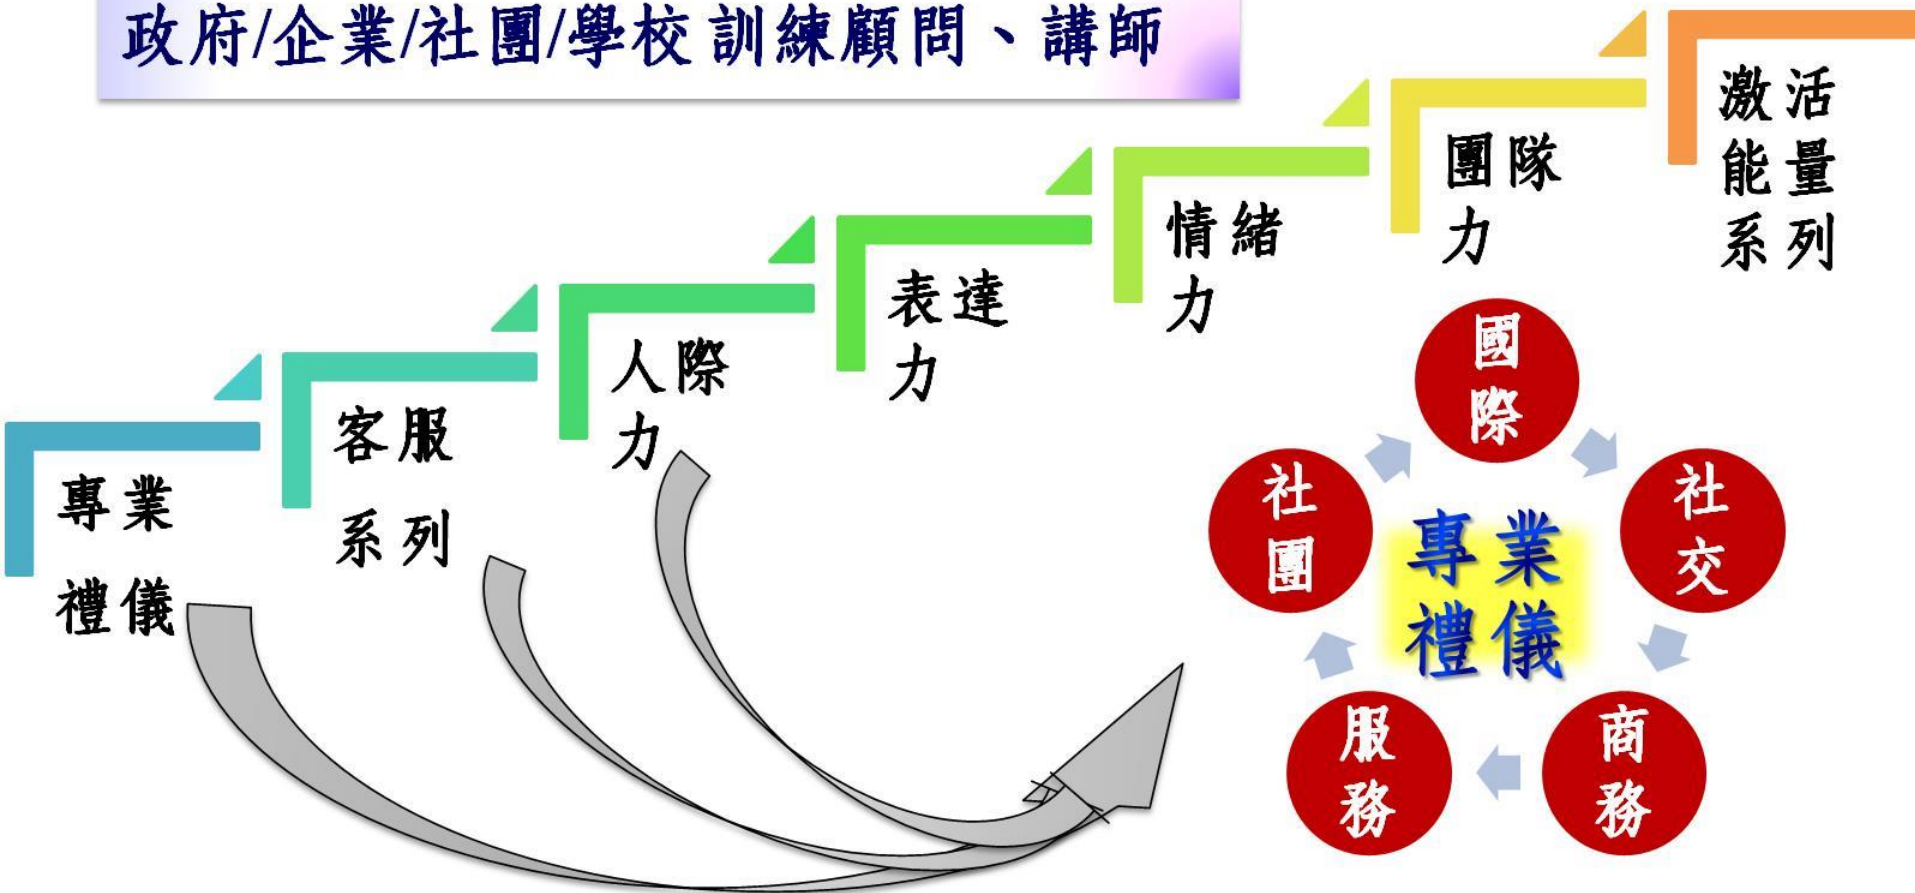 政府/企業/社團/學校訓練顧問、講師
專業
禮儀
客服
系列
人際
力
表達
力
情緒
力
團隊
力
激活
能量
系列
國
際
社
交
商
務
服
務
社
團
專業
禮儀